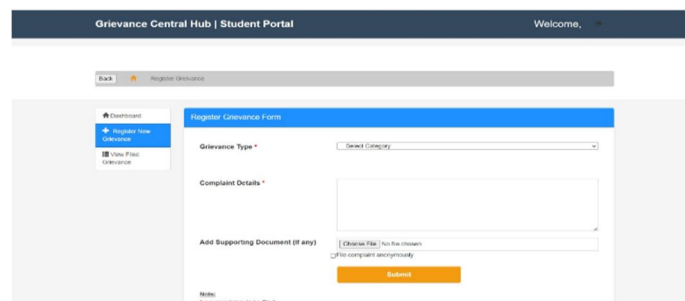 Grievance Central Hub | Student Portal
Welcome,
Back
Register Grievance
Dashboard
Register New
Grievance
View Filed
Grievance
Register Grievance Form
Grievance Type *
Select Category
Complaint Details *
Add Supporting Document (if any)
Choose File No file chosen
File complaint anonymously
Submit
Note: